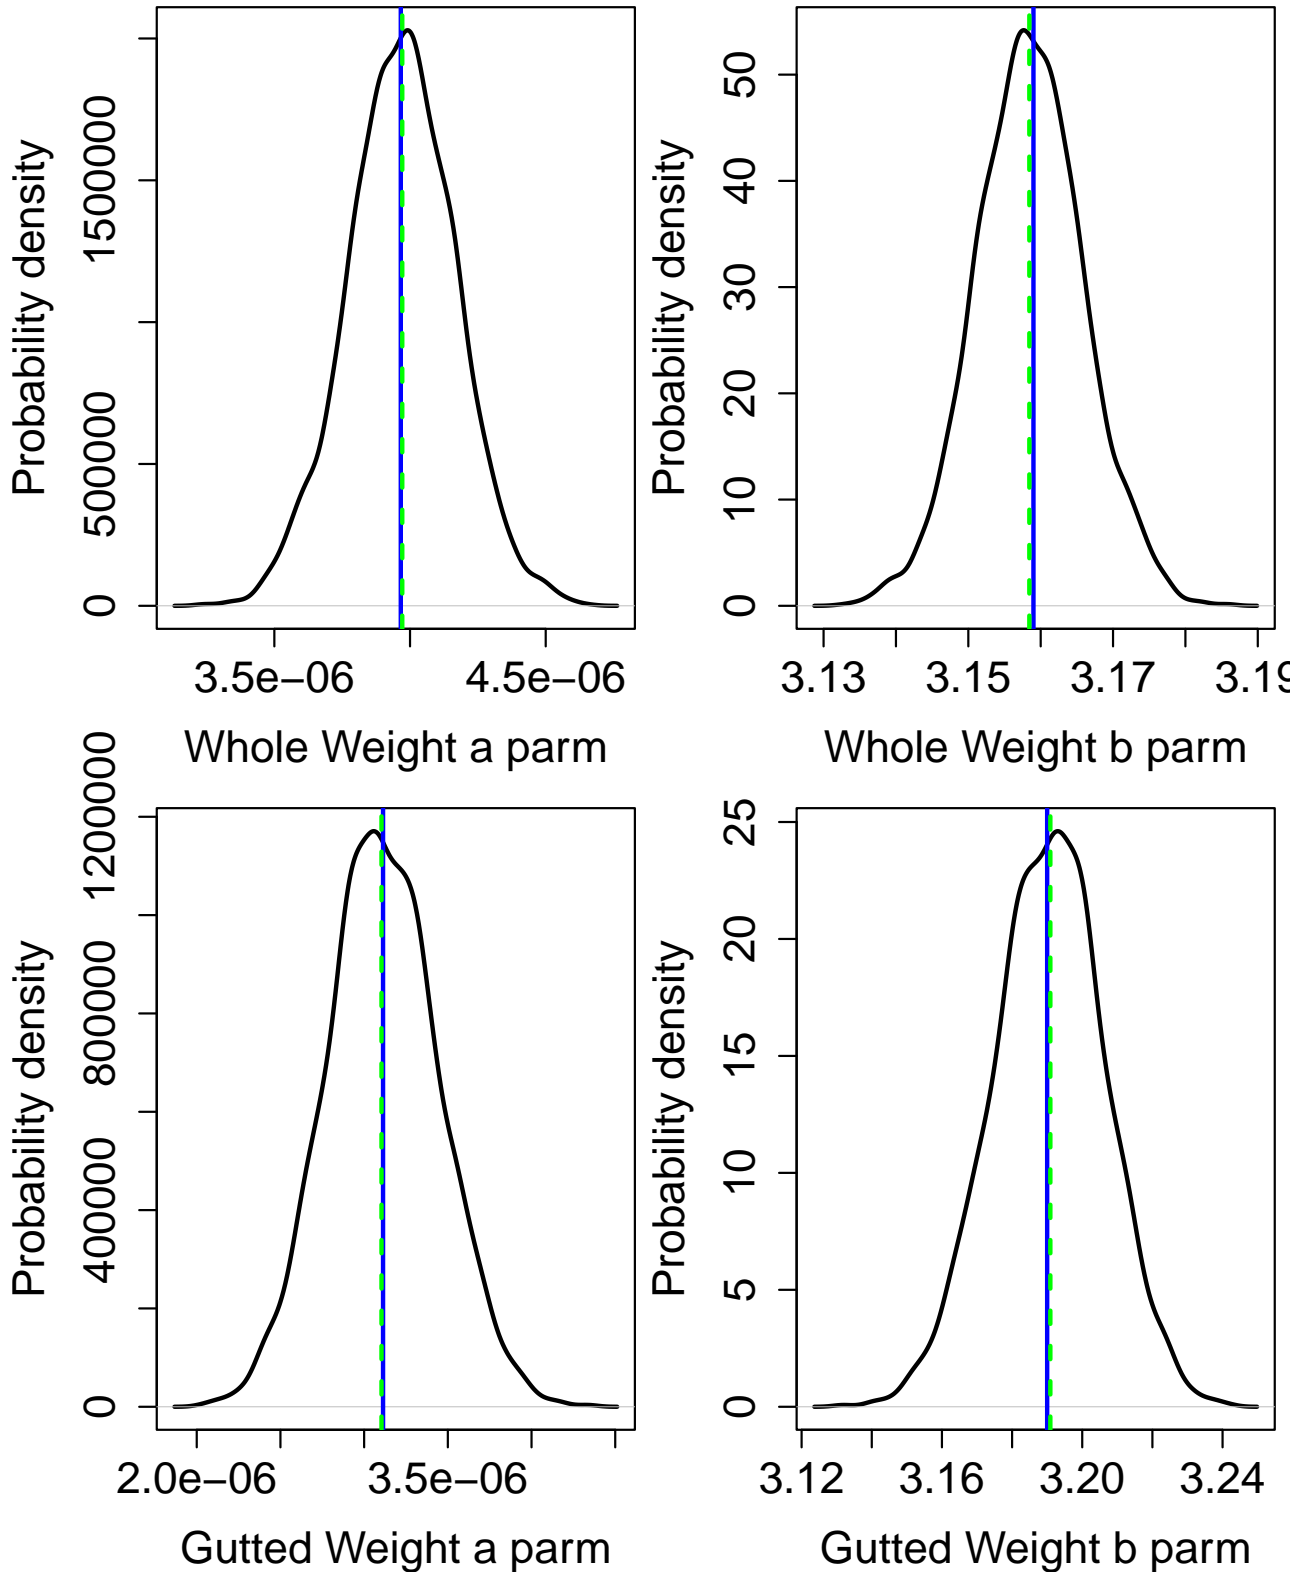 Probability density
0
500000
1500000
3.5e−06
4.5e−06
Whole Weight a parm
Probability density
0
10
20
30
40
50
3.13
3.15
3.17
3.19
Whole Weight b parm
Probability density
0
400000
800000
1200000
2.0e−06
3.5e−06
Gutted Weight a parm
Probability density
0
5
10
15
20
25
3.12
3.16
3.20
3.24
Gutted Weight b parm